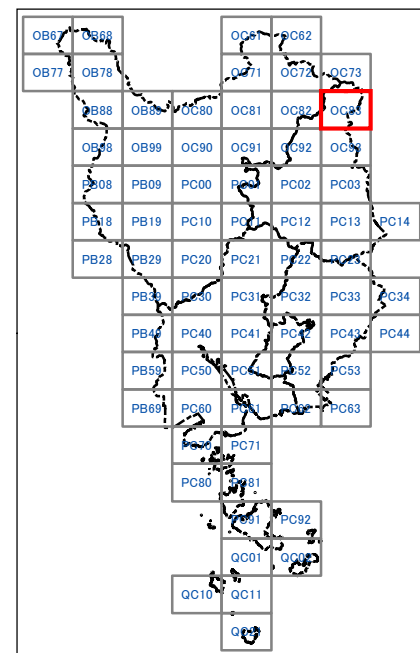 OB67 OB68 OC61 OC62
OB77 OB78 OC71 OC72 OC73
OB88 OB89 OC80 OC81 OC82 OC83
OB98 OB99 OC90 OC91 OC92 OC93
PB08 PB09 PC00 PC01 PC02 PC03
PB18 PB19 PC10 PC11 PC12 PC13 PC14
PB28 PB29 PC20 PC21 PC22 PC23
PB39 PC30 PC31 PC32 PC33 PC34
PB49 PC40 PC41 PC42 PC43 PC44
PB59 PC50 PC51 PC52 PC53
PB69 PC60 PC61 PC62 PC63
PC70 PC71
PC80 PC81
PC91 PC92
QC01 QC02
QC10 QC11
QC21